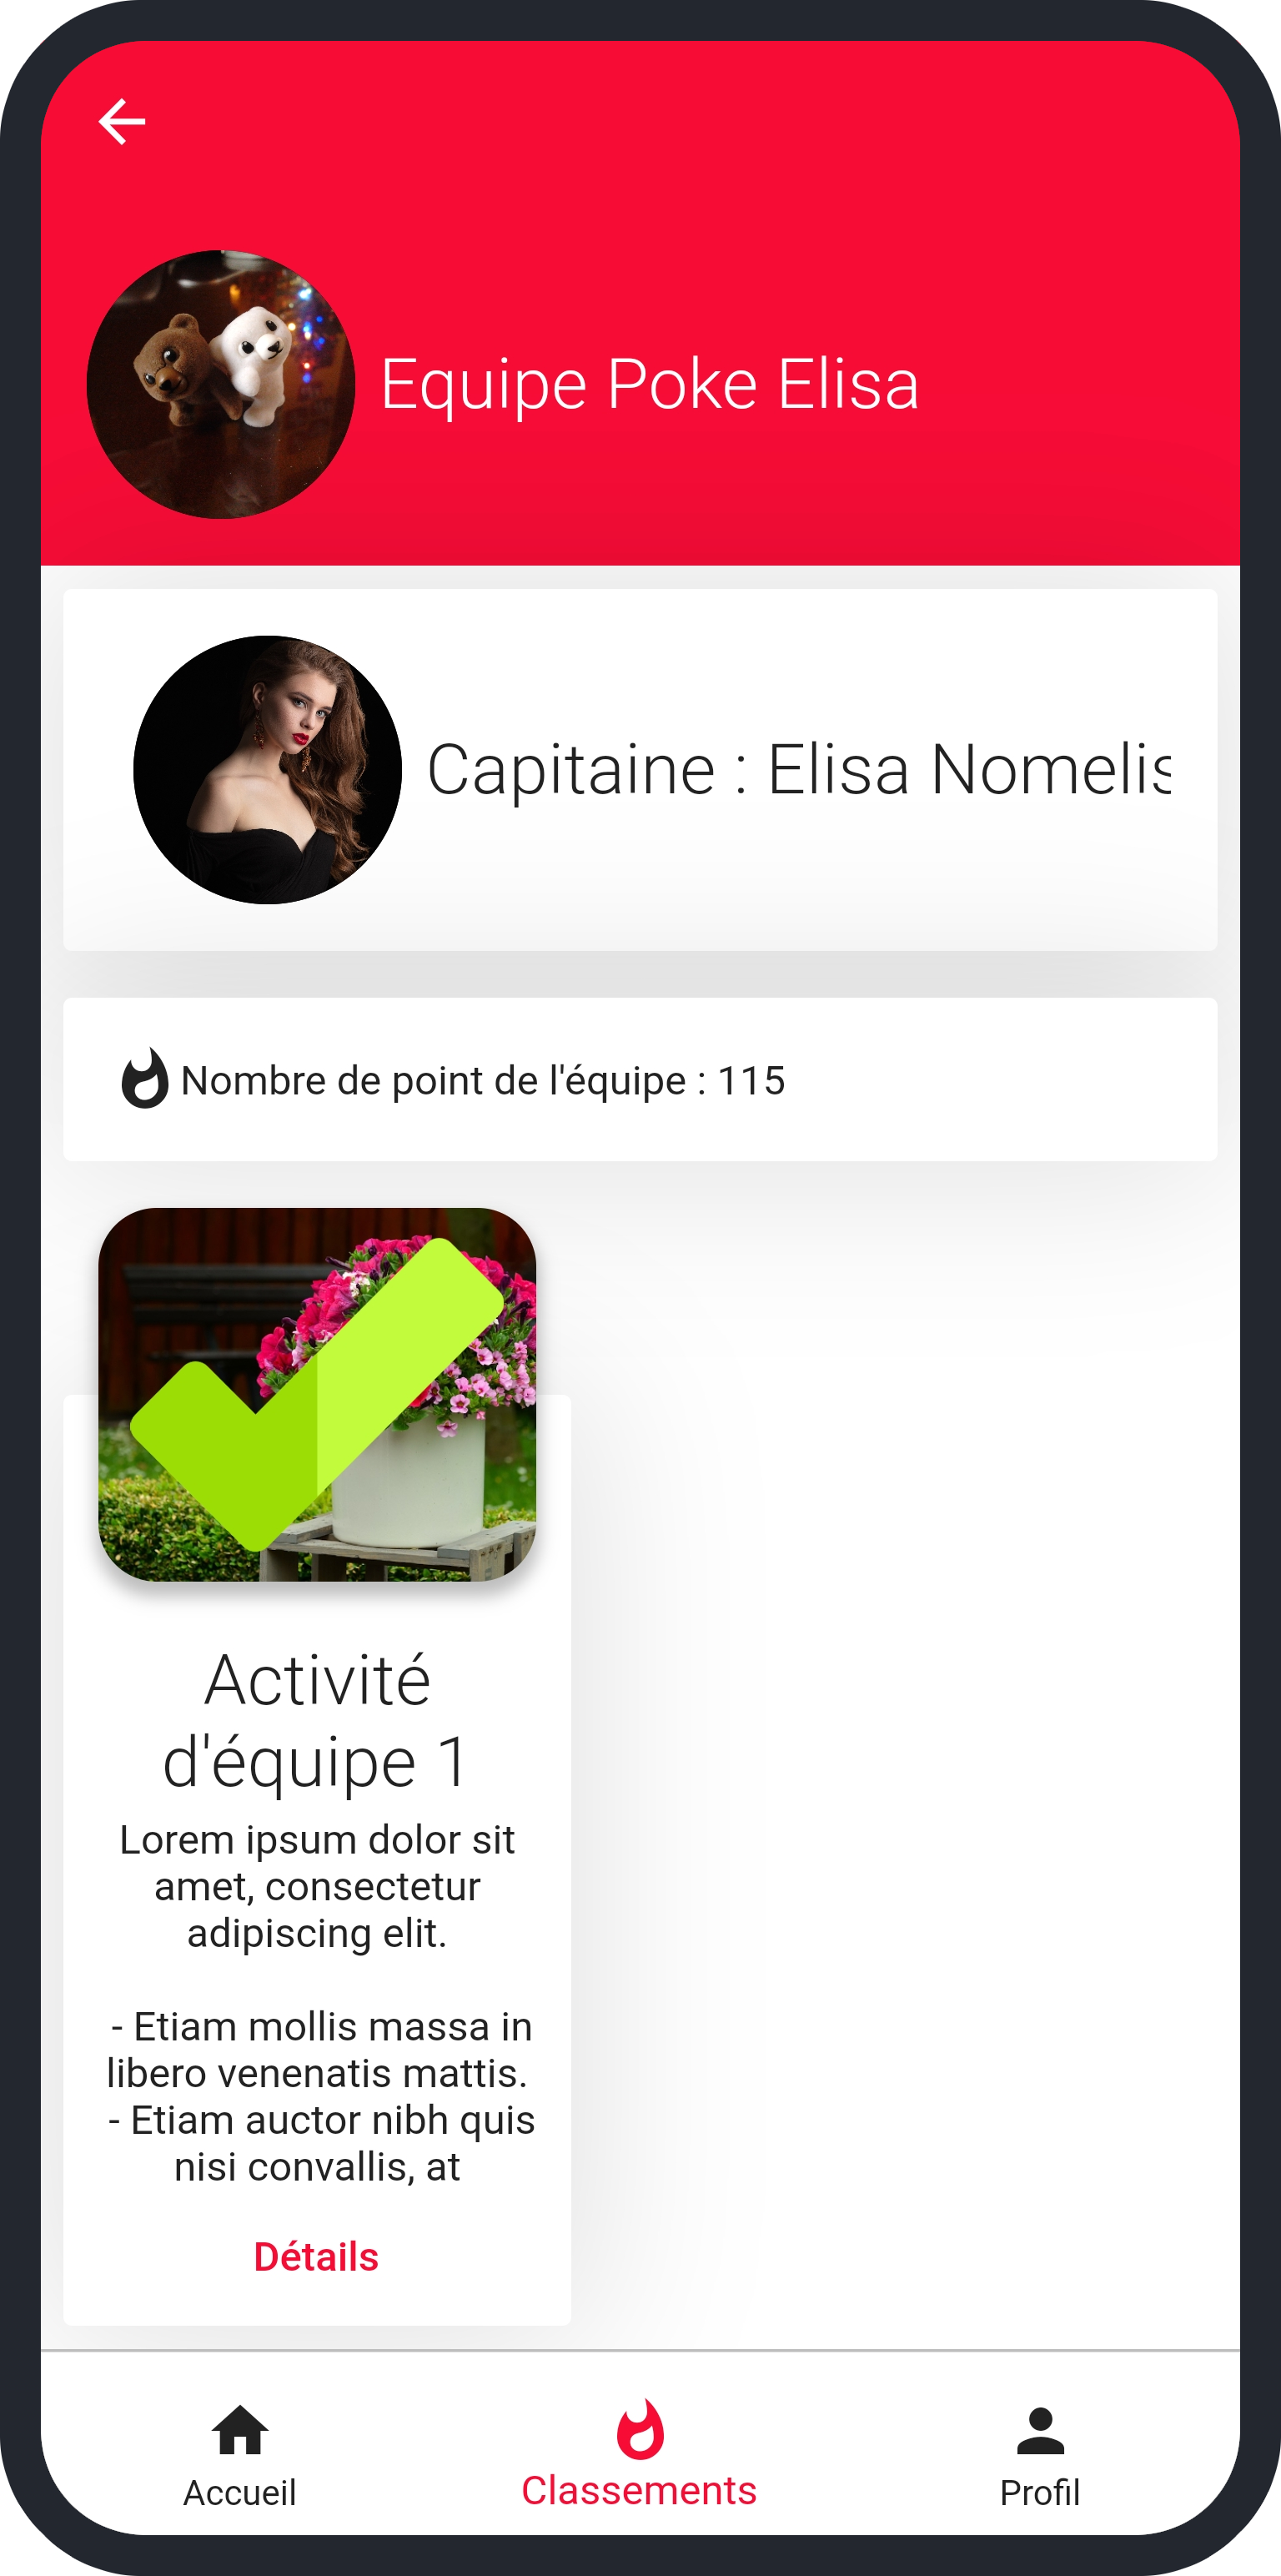 Equipe Poke Elisa
Capitaine : Elisa Nomelis
Nombre de point de l'équipe : 115
Activité
d'équipe 1
Lorem ipsum dolor sit
amet, consectetur
adipiscing elit.
- Etiam mollis massa in
libero venenatis mattis.
- Etiam auctor nibh quis
nisi convallis, at
Détails
Accueil
Classements
Profil